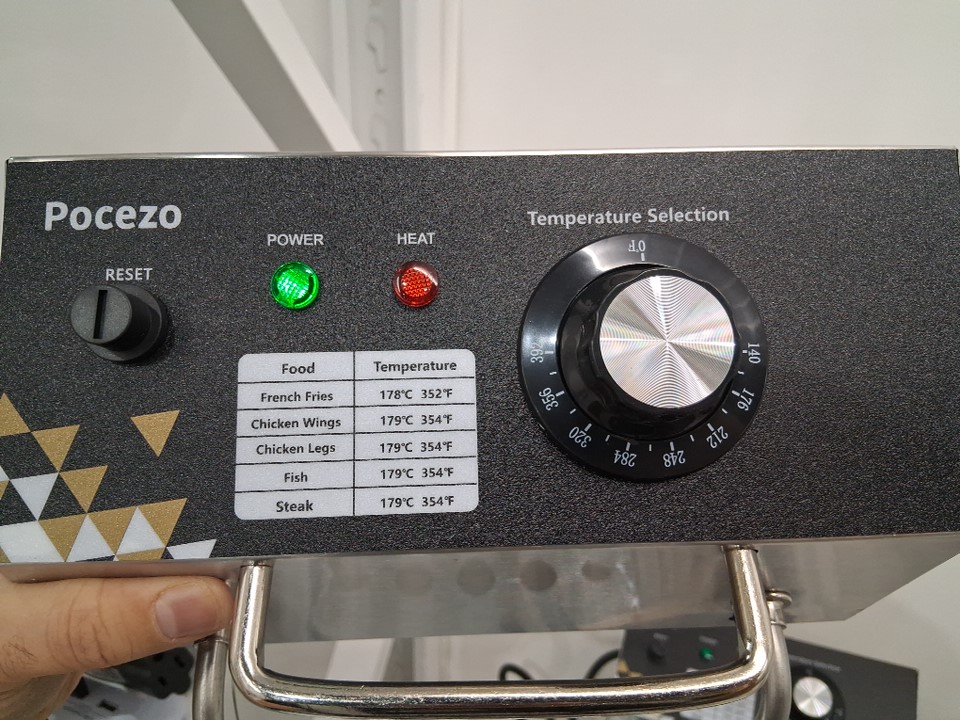 Pocezo
RESET
POWER
HEAT
Temperature Selection
0°F
140
176
212
248
284
320
356
392
Food Temperature
French Fries 178℃ 352℉
Chicken Wings 179℃ 354℉
Chicken Legs 179℃ 354℉
Fish 179℃ 354℉
Steak 179℃ 354℉